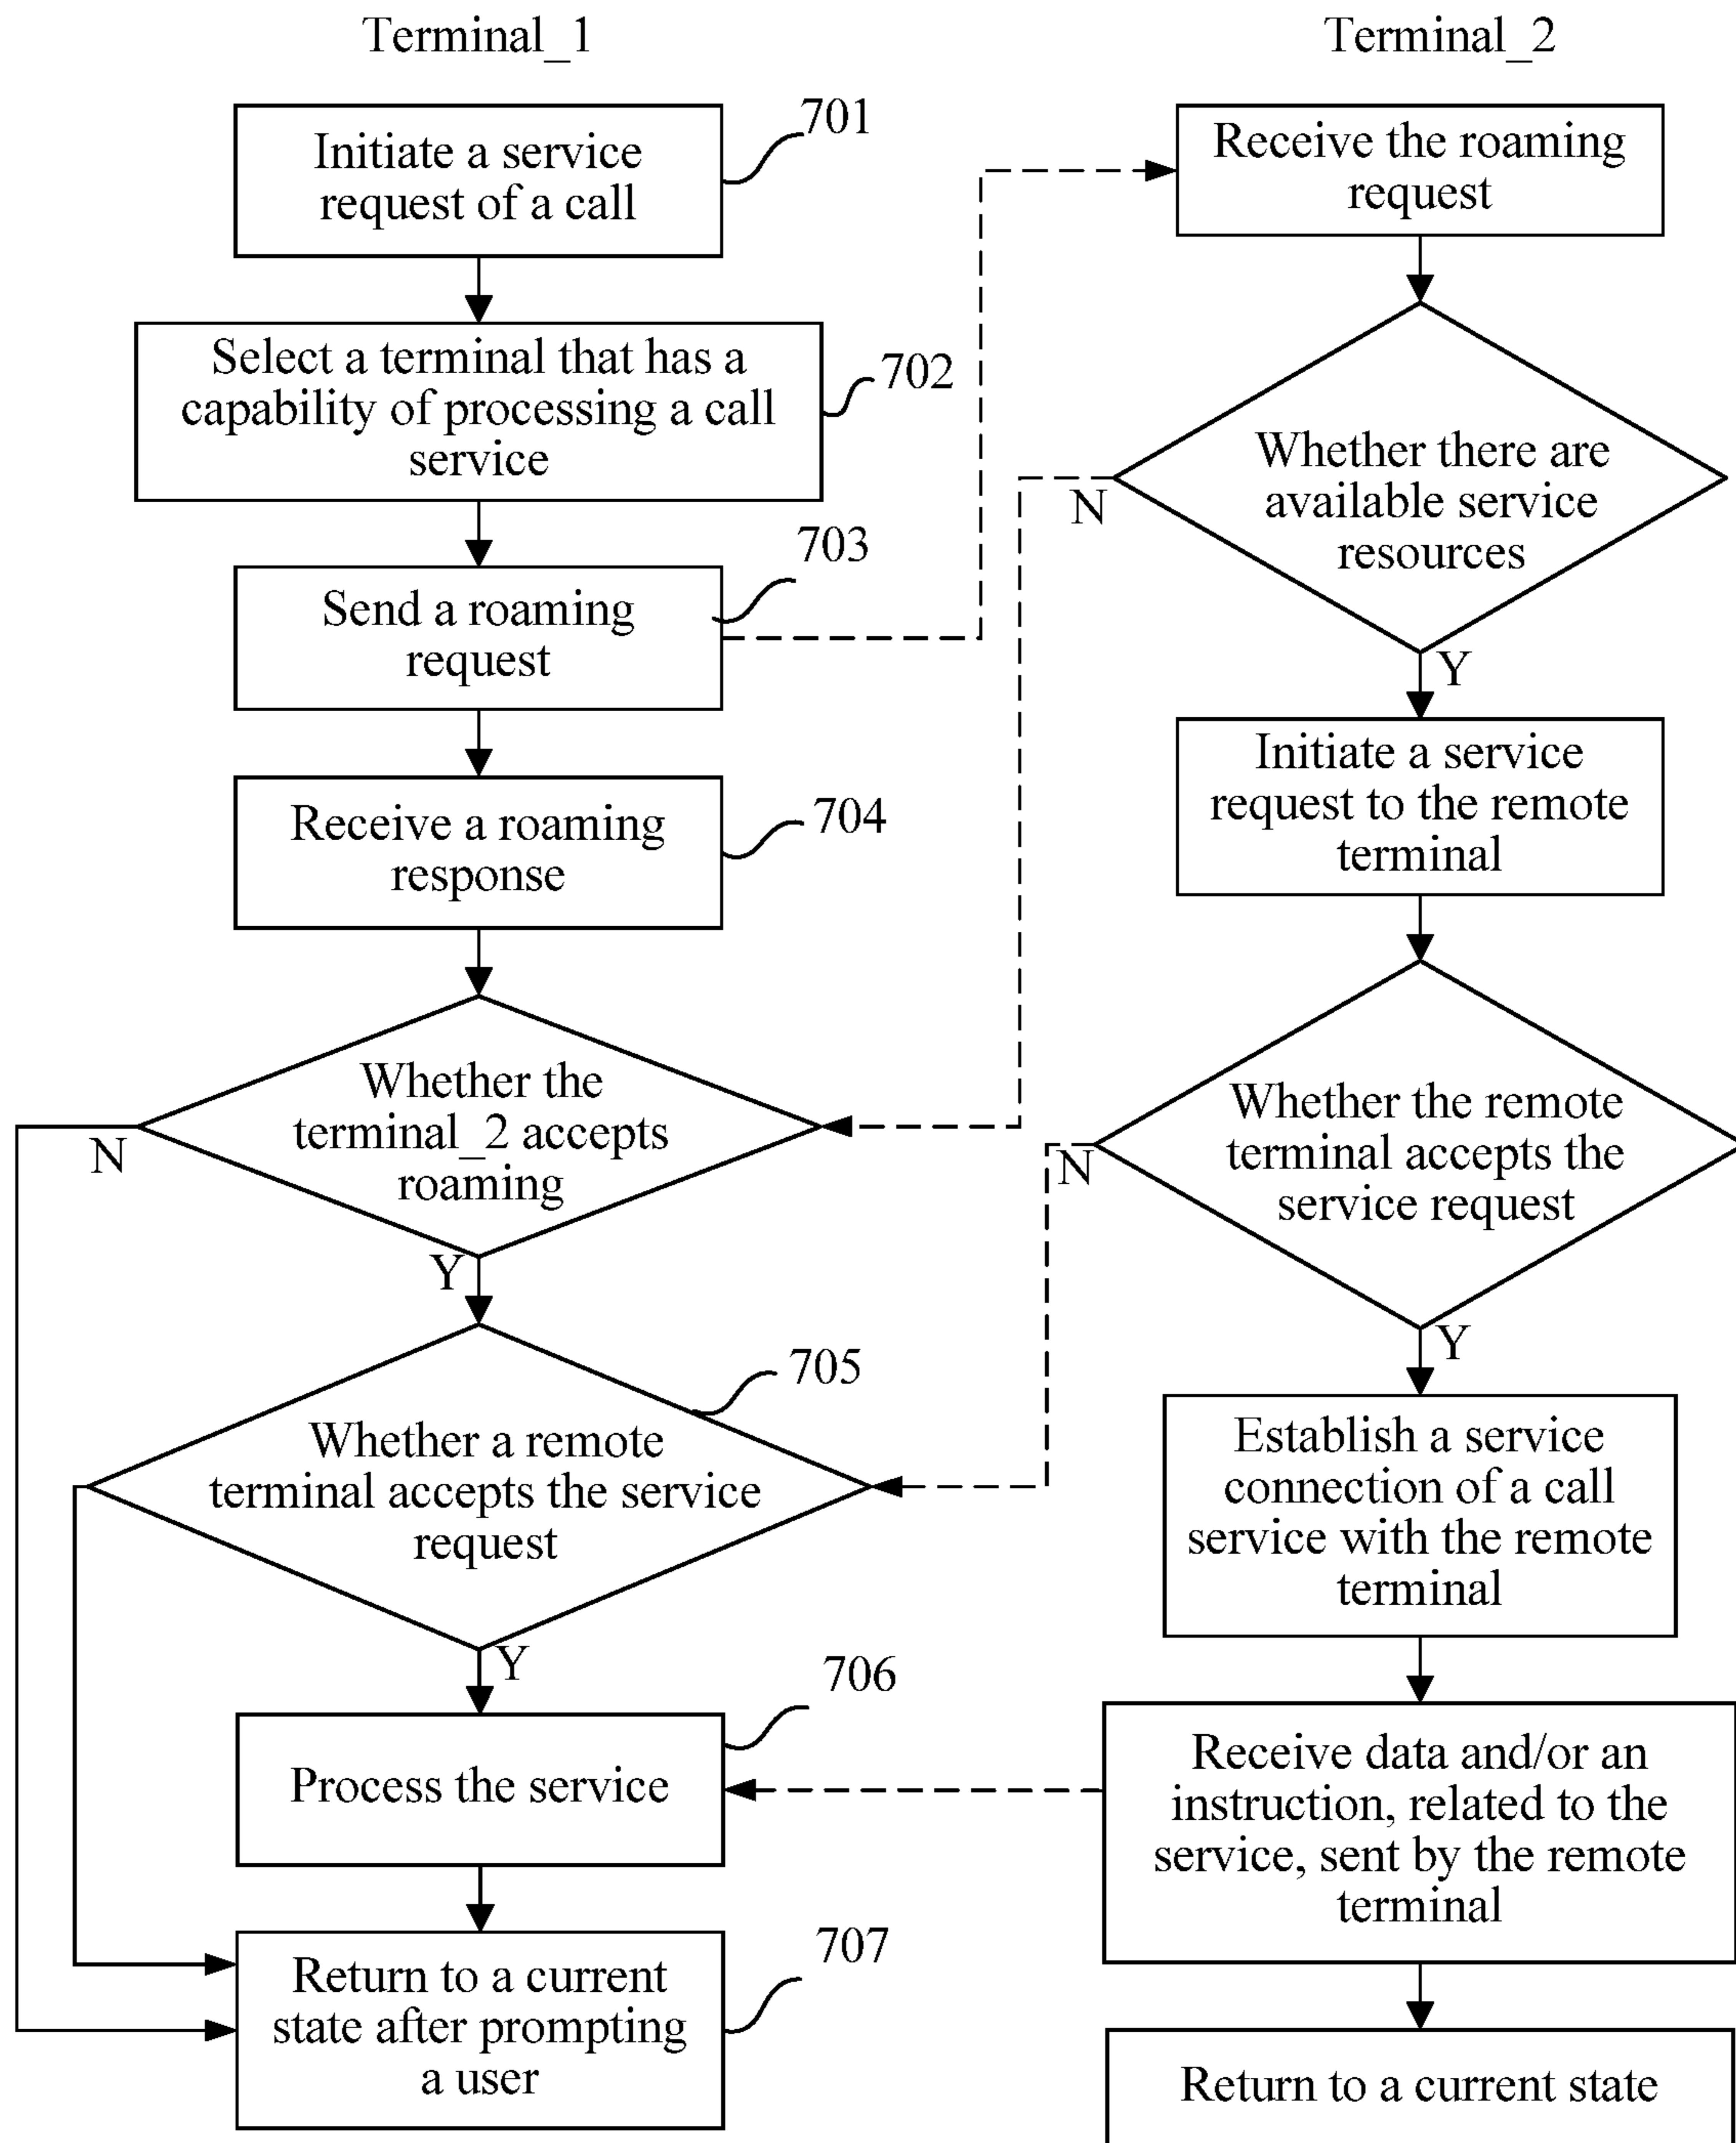 Terminal_1
Terminal_2
Initiate a service
request of a call
701
Select a terminal that has a
capability of processing a call
service
702
Send a roaming
request
703
Receive a roaming
response
704
Whether the
terminal_2 accepts
roaming
N
Y
Whether a remote
terminal accepts the service
request
705
Y
Process the service
706
Return to a current
state after prompting
a user
707
Receive the roaming
request
Whether there are
available service
resources
N
Y
Initiate a service
request to the remote
terminal
Whether the remote
terminal accepts the
service request
N
Y
Establish a service
connection of a call
service with the remote
terminal
Receive data and/or an
instruction, related to the
service, sent by the remote
terminal
Return to a current state